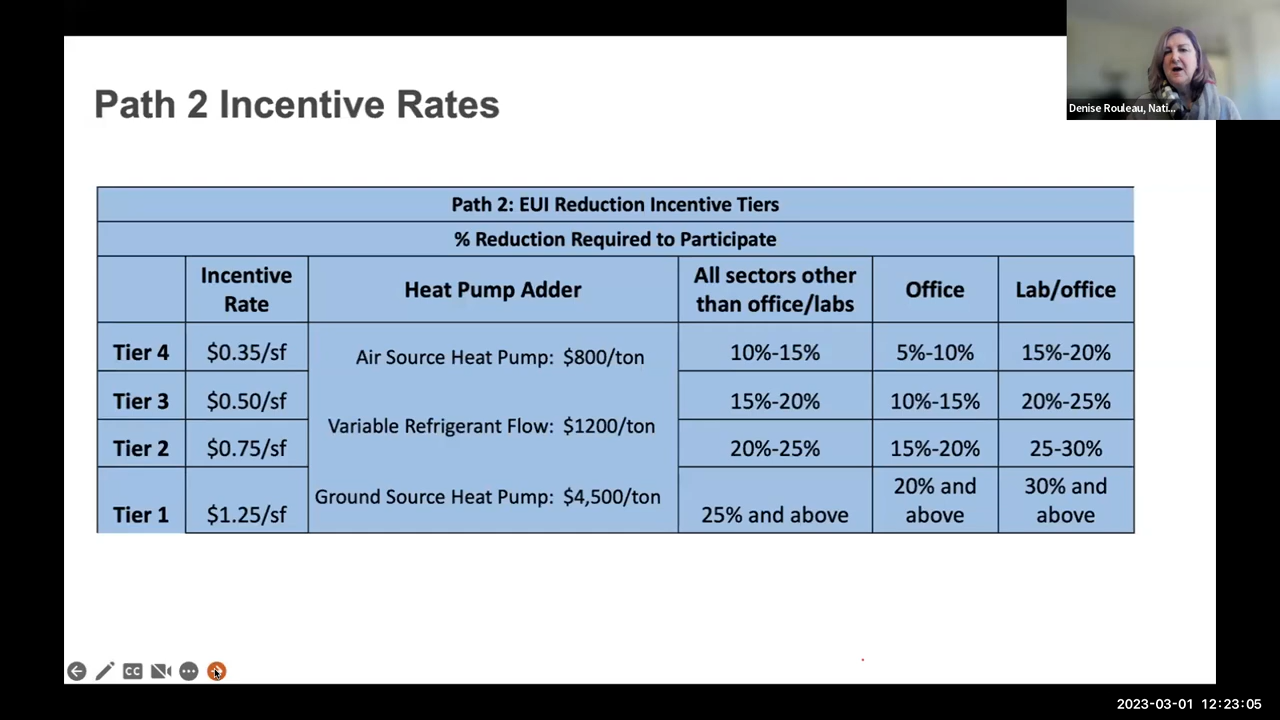 Path 2 Incentive Rates
Denise Rouleau, Nati...
Path 2: EUI Reduction Incentive Tiers
% Reduction Required to Participate
Incentive Rate
Heat Pump Adder
All sectors other than office/labs
Office
Lab/office
Tier 4
$0.35/sf
Air Source Heat Pump: $800/ton
10%-15%
5%-10%
15%-20%
Tier 3
$0.50/sf
15%-20%
10%-15%
20%-25%
Variable Refrigerant Flow: $1200/ton
Tier 2
$0.75/sf
20%-25%
15%-20%
25-30%
Ground Source Heat Pump: $4,500/ton
Tier 1
$1.25/sf
25% and above
20% and above
30% and above
CC
2023-03-01 12:23:05